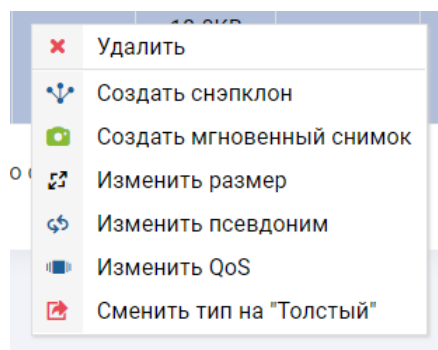 Удалить
Создать снэпклон
Создать мгновенный снимок
Изменить размер
Изменить псевдоним
Изменить QoS
Сменить тип на "Толстый"